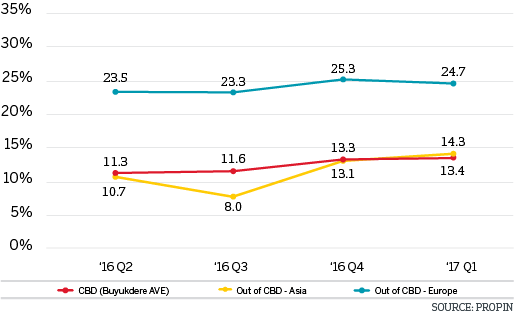 35%
30%
25%
20%
15%
10%
5%
0%
23.5 23.3 25.3 24.7
11.3 11.6 13.3 14.3
10.7 8.0 13.1 13.4
‘16 Q2 ‘16 Q3 ‘16 Q4 ‘17 Q1
CBD (Buyukdere AVE) Out of CBD - Asia Out of CBD - Europe
SOURCE: PROPIN